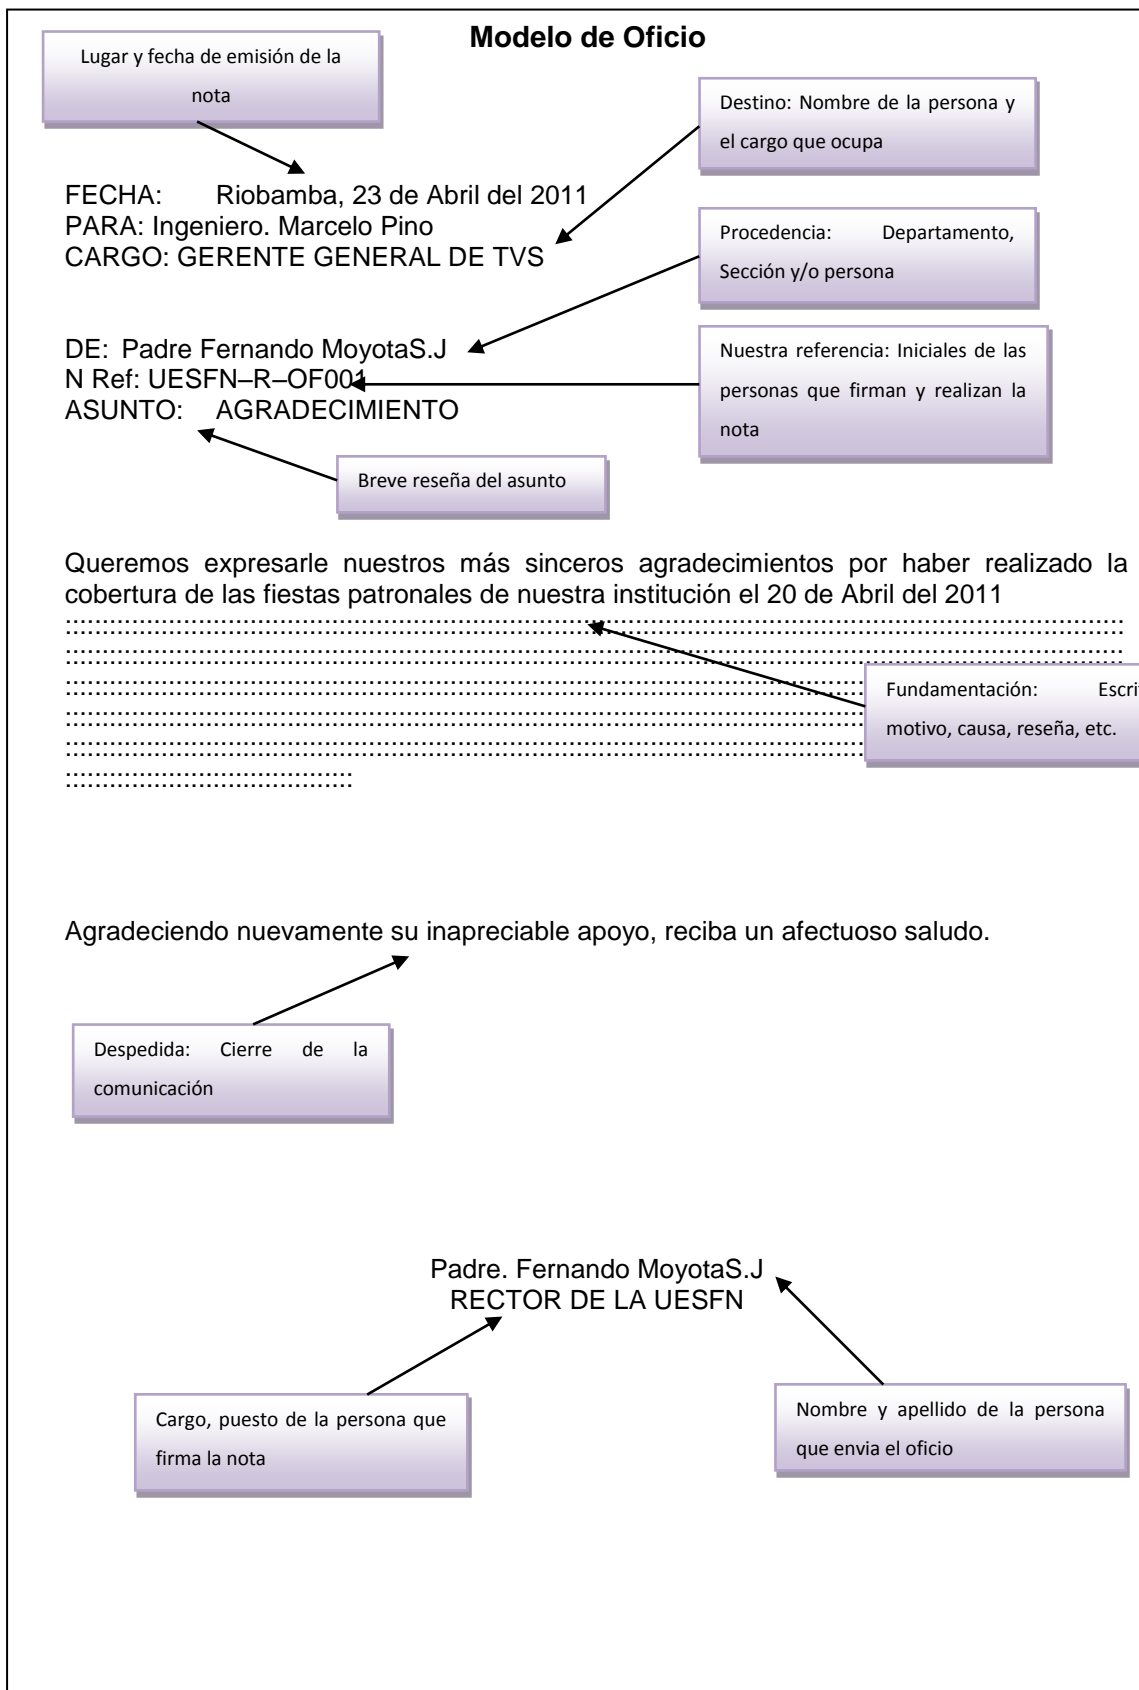 Modelo de Oficio
Lugar y fecha de emisión de la
nota
Destino: Nombre de la persona y
el cargo que ocupa
FECHA: Riobamba, 23 de Abril del 2011
PARA: Ingeniero. Marcelo Pino
CARGO: GERENTE GENERAL DE TVS
Procedencia: Departamento,
Sección y/o persona
DE: Padre Fernando MoyotaS.J
N Ref: UESFN–R–OF001
ASUNTO: AGRADECIMIENTO
Nuestra referencia: Iniciales de las
personas que firman y realizan la
nota
Breve reseña del asunto
Queremos expresarle nuestros más sinceros agradecimientos por haber realizado la
cobertura de las fiestas patronales de nuestra institución el 20 de Abril del 2011
Fundamentación:
motivo, causa, reseña, etc.
Agradeciendo nuevamente su inapreciable apoyo, reciba un afectuoso saludo.
Despedida: Cierre de la
comunicación
Padre. Fernando MoyotaS.J
RECTOR DE LA UESFN
Cargo, puesto de la persona que
firma la nota
Nombre y apellido de la persona
que envia el oficio